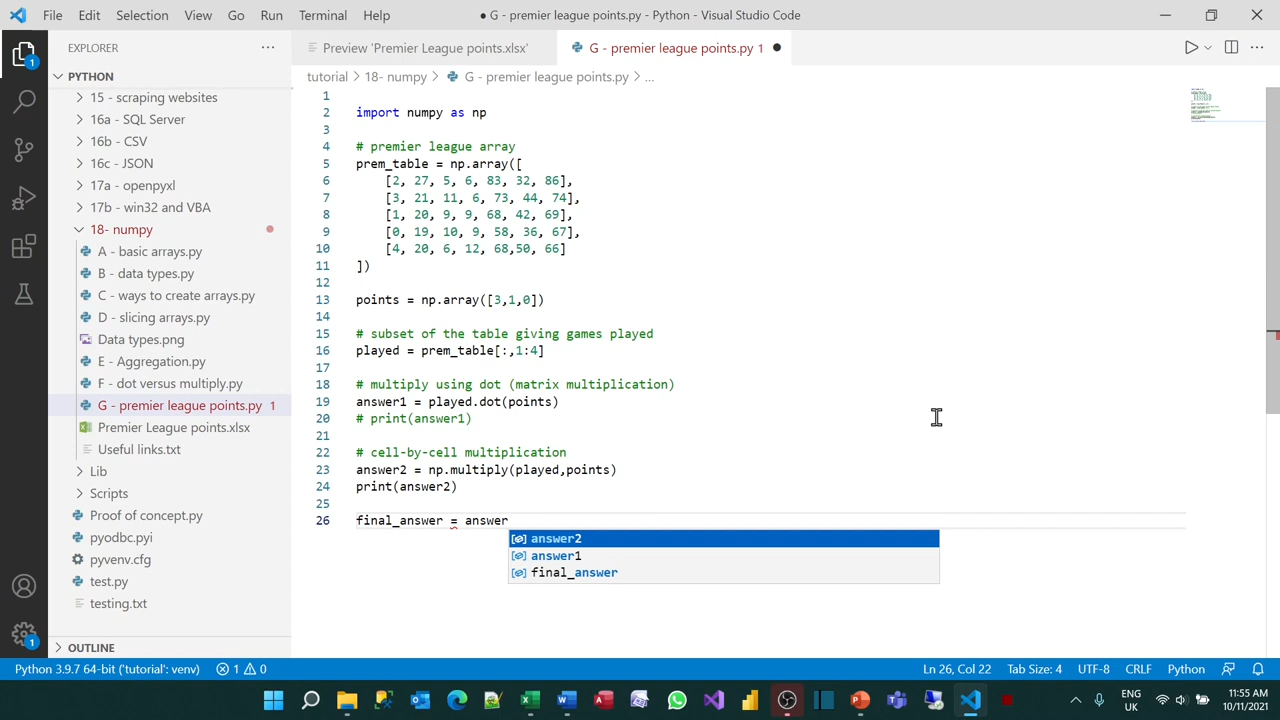 File Edit Selection View Go Run Terminal Help
● G - premier league points.py - Python - Visual Studio Code
EXPLORER
PYTHON
15 - scraping websites
16a - SQL Server
16b - CSV
16c - JSON
17a - openpyxl
17b - win32 and VBA
18- numpy
A - basic arrays.py
B - data types.py
C - ways to create arrays.py
D - slicing arrays.py
Data types.png
E - Aggregation.py
F - dot versus multiply.py
G - premier league points.py 1
Premier League points.xlsx
Useful links.txt
Lib
Scripts
Proof of concept.py
pyodbc.pyi
pyvenv.cfg
test.py
testing.txt
OUTLINE
1
1
Preview 'Premier League points.xlsx'
G - premier league points.py 1 ●
tutorial > 18- numpy > G - premier league points.py > ...
1
2 import numpy as np
3
4 # premier league array
5 prem_table = np.array([
6 [2, 27, 5, 6, 83, 32, 86],
7 [3, 21, 11, 6, 73, 44, 74],
8 [1, 20, 9, 9, 68, 42, 69],
9 [0, 19, 10, 9, 58, 36, 67],
10 [4, 20, 6, 12, 68,50, 66]
11 ])
12
13 points = np.array([3,1,0])
14
15 # subset of the table giving games played
16 played = prem_table[:,1:4]
17
18 # multiply using dot (matrix multiplication)
19 answer1 = played.dot(points)
20 # print(answer1)
21
22 # cell-by-cell multiplication
23 answer2 = np.multiply(played,points)
24 print(answer2)
25
26 final_answer = answer
answer2
answer1
final_answer
Python 3.9.7 64-bit ('tutorial': venv) 1 0
Ln 26, Col 22 Tab Size: 4 UTF-8 CRLF Python
ENG
UK
11:55 AM
10/11/2021